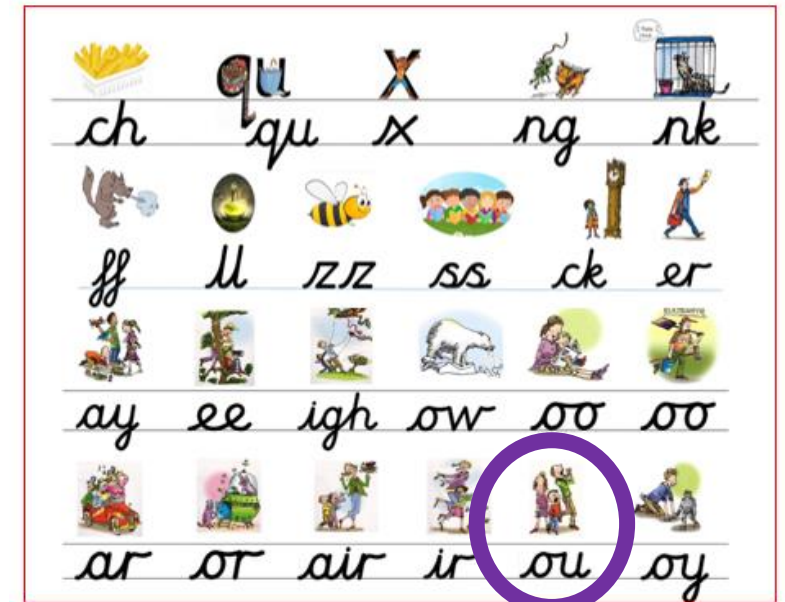 ch qu x ng nk
ff ll zz ss ck er
ay ee igh ow oo oo
ar or air ir ou oy